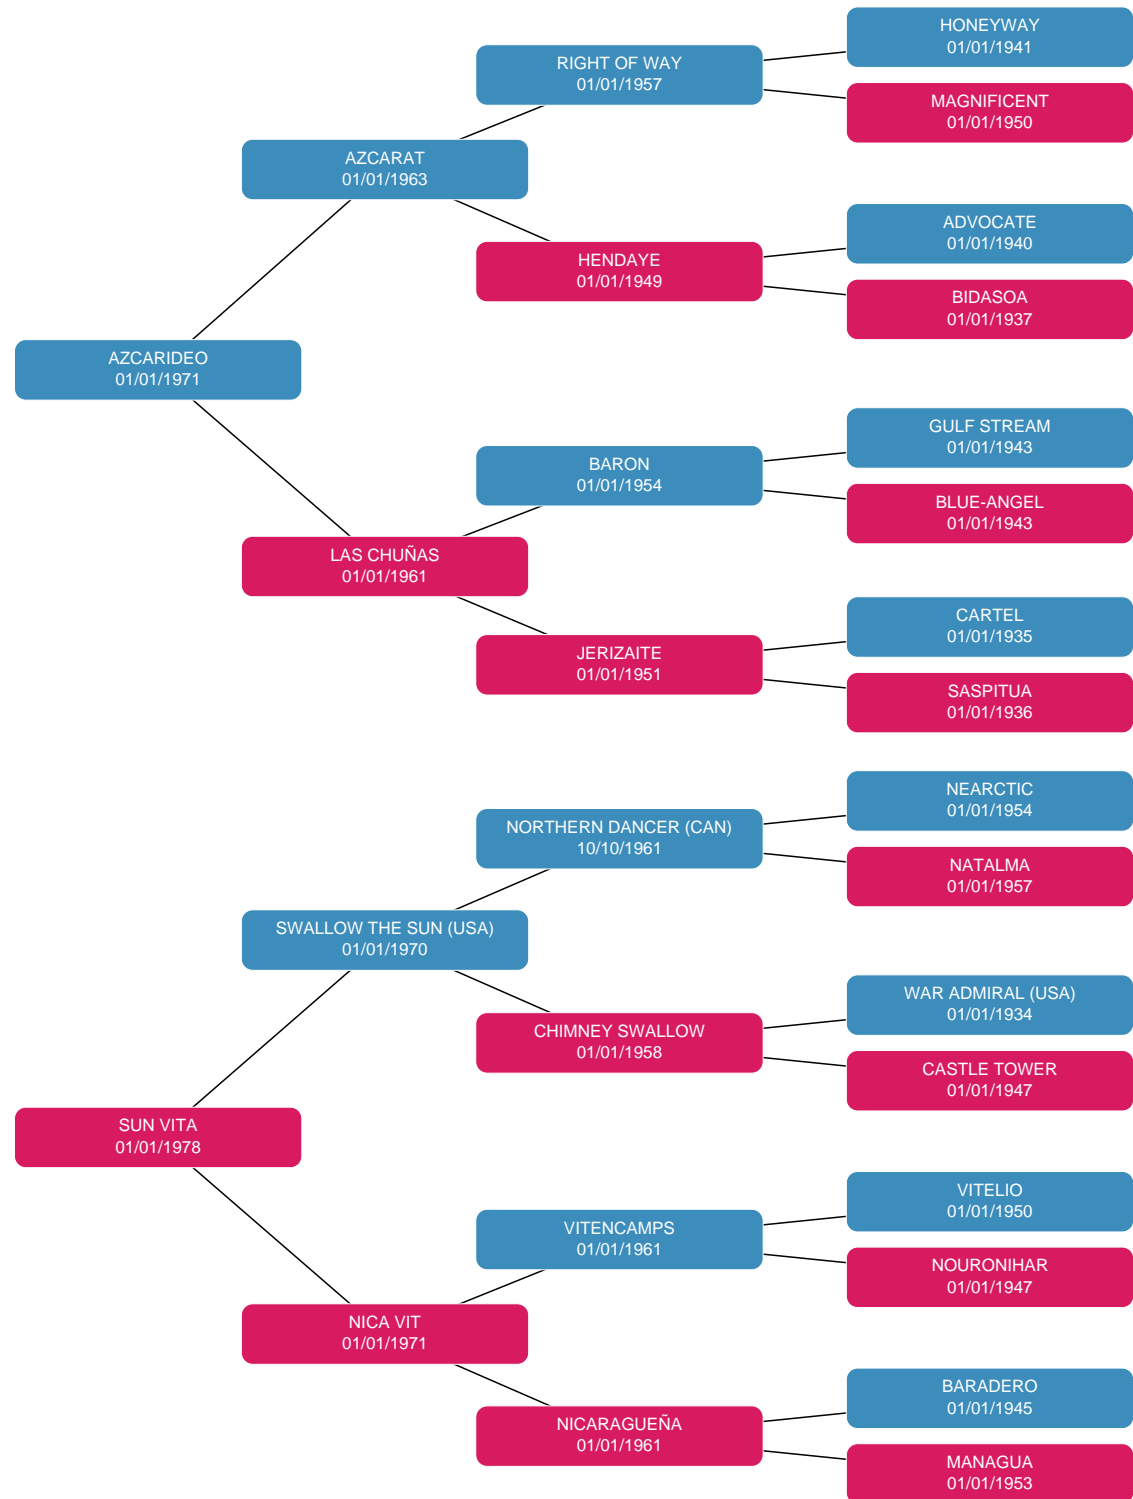 HONEYWAY
01/01/1941
RIGHT OF WAY
01/01/1957
MAGNIFICENT
01/01/1950
AZCARAT
01/01/1963
ADVOCATE
01/01/1940
HENDAYE
01/01/1949
BIDASOA
01/01/1937
AZCARIDEO
01/01/1971
GULF STREAM
01/01/1943
BARON
01/01/1954
BLUE-ANGEL
01/01/1943
LAS CHUÑAS
01/01/1961
CARTEL
01/01/1935
JERIZAITE
01/01/1951
SASPITUA
01/01/1936
NEARCTIC
01/01/1954
NORTHERN DANCER (CAN)
10/10/1961
NATALMA
01/01/1957
SWALLOW THE SUN (USA)
01/01/1970
WAR ADMIRAL (USA)
01/01/1934
CHIMNEY SWALLOW
01/01/1958
CASTLE TOWER
01/01/1947
SUN VITA
01/01/1978
VITELIO
01/01/1950
VITENCAMPS
01/01/1961
NOURONIHAR
01/01/1947
NICA VIT
01/01/1971
BARADERO
01/01/1945
NICARAGUEÑA
01/01/1961
MANAGUA
01/01/1953